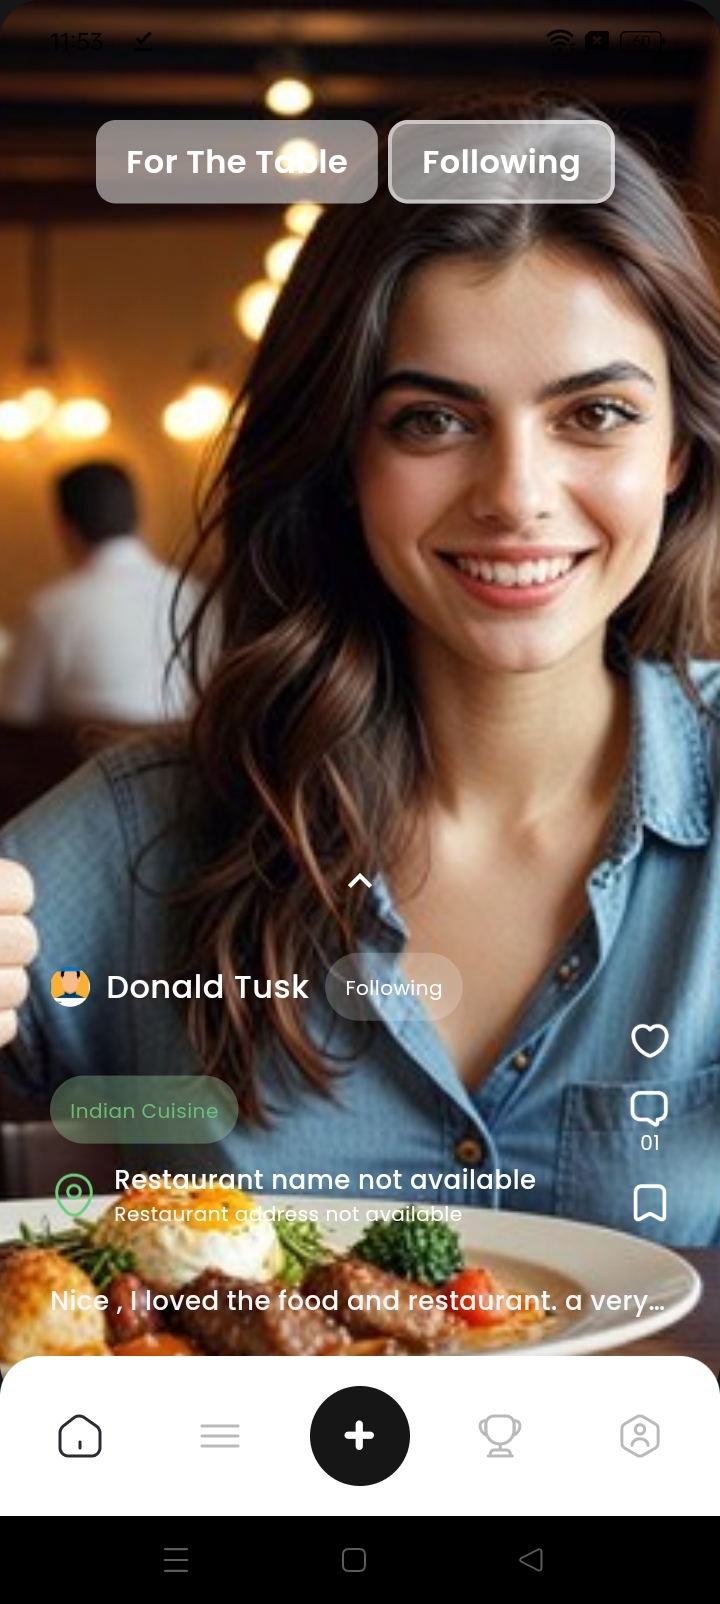 11:53
60
For The Table
Following
Donald Tusk
Following
01
Indian Cuisine
Restaurant name not available
Restaurant address not available
Nice , I loved the food and restaurant. a very...